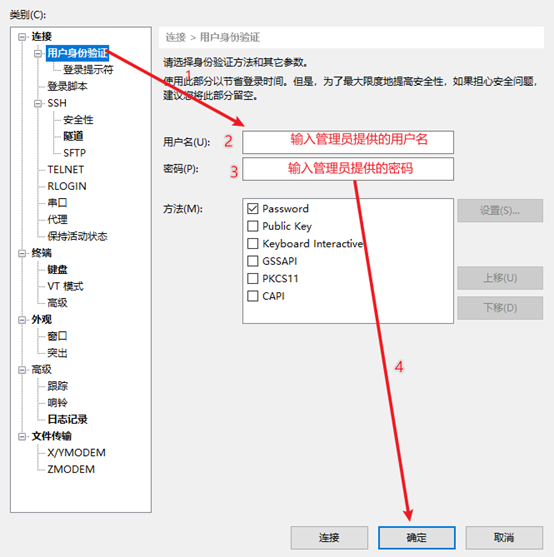 类别(C):
连接
用户身份验证
登录提示符
登录脚本
SSH
安全性
隧道
SFTP
TELNET
RLOGIN
串口
代理
保持活动状态
终端
键盘
VT 模式
高级
外观
窗口
突出
高级
跟踪
响铃
日志记录
文件传输
X/YMODEM
ZMODEM
连接 > 用户身份验证
请选择身份验证方法和其它参数。
使用此部分以节省登录时间。但是，为了最大限度地提高安全性，如果担心安全问题，
建议您将此部分留空。
1
用户名(U):
2
输入管理员提供的用户名
密码(P):
3
输入管理员提供的密码
方法(M):
Password
Public Key
Keyboard Interactive
GSSAPI
PKCS11
CAPI
设置(S)...
上移(U)
下移(D)
4
连接
确定
取消